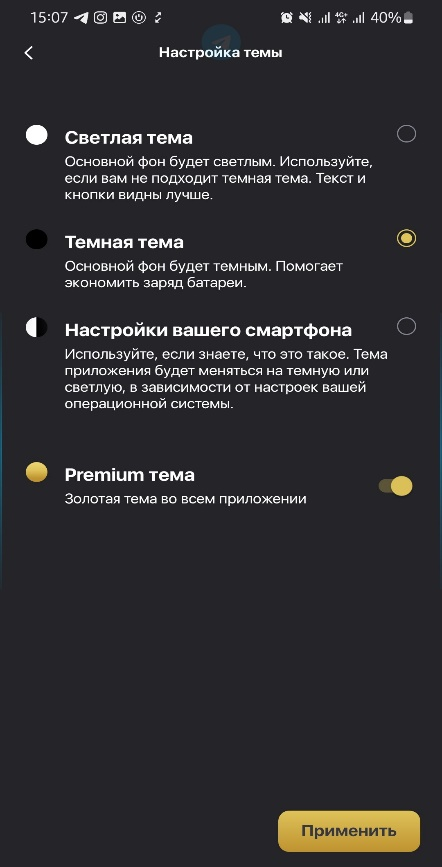 15:07
4G+
40%
Настройка темы
Светлая тема
Основной фон будет светлым. Используйте,
если вам не подходит темная тема. Текст и
кнопки видны лучше.
Темная тема
Основной фон будет темным. Помогает
экономить заряд батареи.
Настройки вашего смартфона
Используйте, если знаете, что это такое. Тема
приложения будет меняться на темную или
светлую, в зависимости от настроек вашей
операционной системы.
Premium тема
Золотая тема во всем приложении
Применить